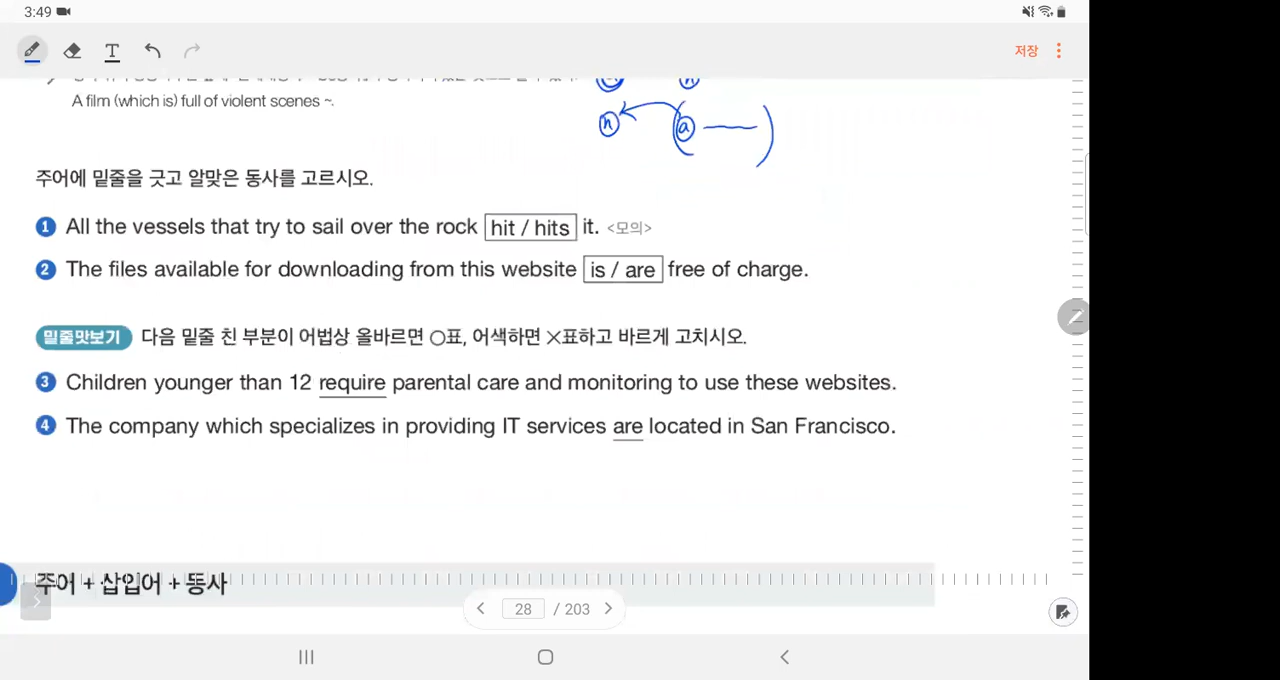 3:49
저장
A film (which is) full of violent scenes ~.
n
a
주어에 밑줄을 긋고 알맞은 동사를 고르시오.
1 All the vessels that try to sail over the rock hit / hits it. <모의>
2 The files available for downloading from this website is / are free of charge.
밑줄맛보기 다음 밑줄 친 부분이 어법상 올바르면 ○표, 어색하면 ×표하고 바르게 고치시오.
3 Children younger than 12 require parental care and monitoring to use these websites.
4 The company which specializes in providing IT services are located in San Francisco.
주어 + 삽입어 + 동사
28 / 203